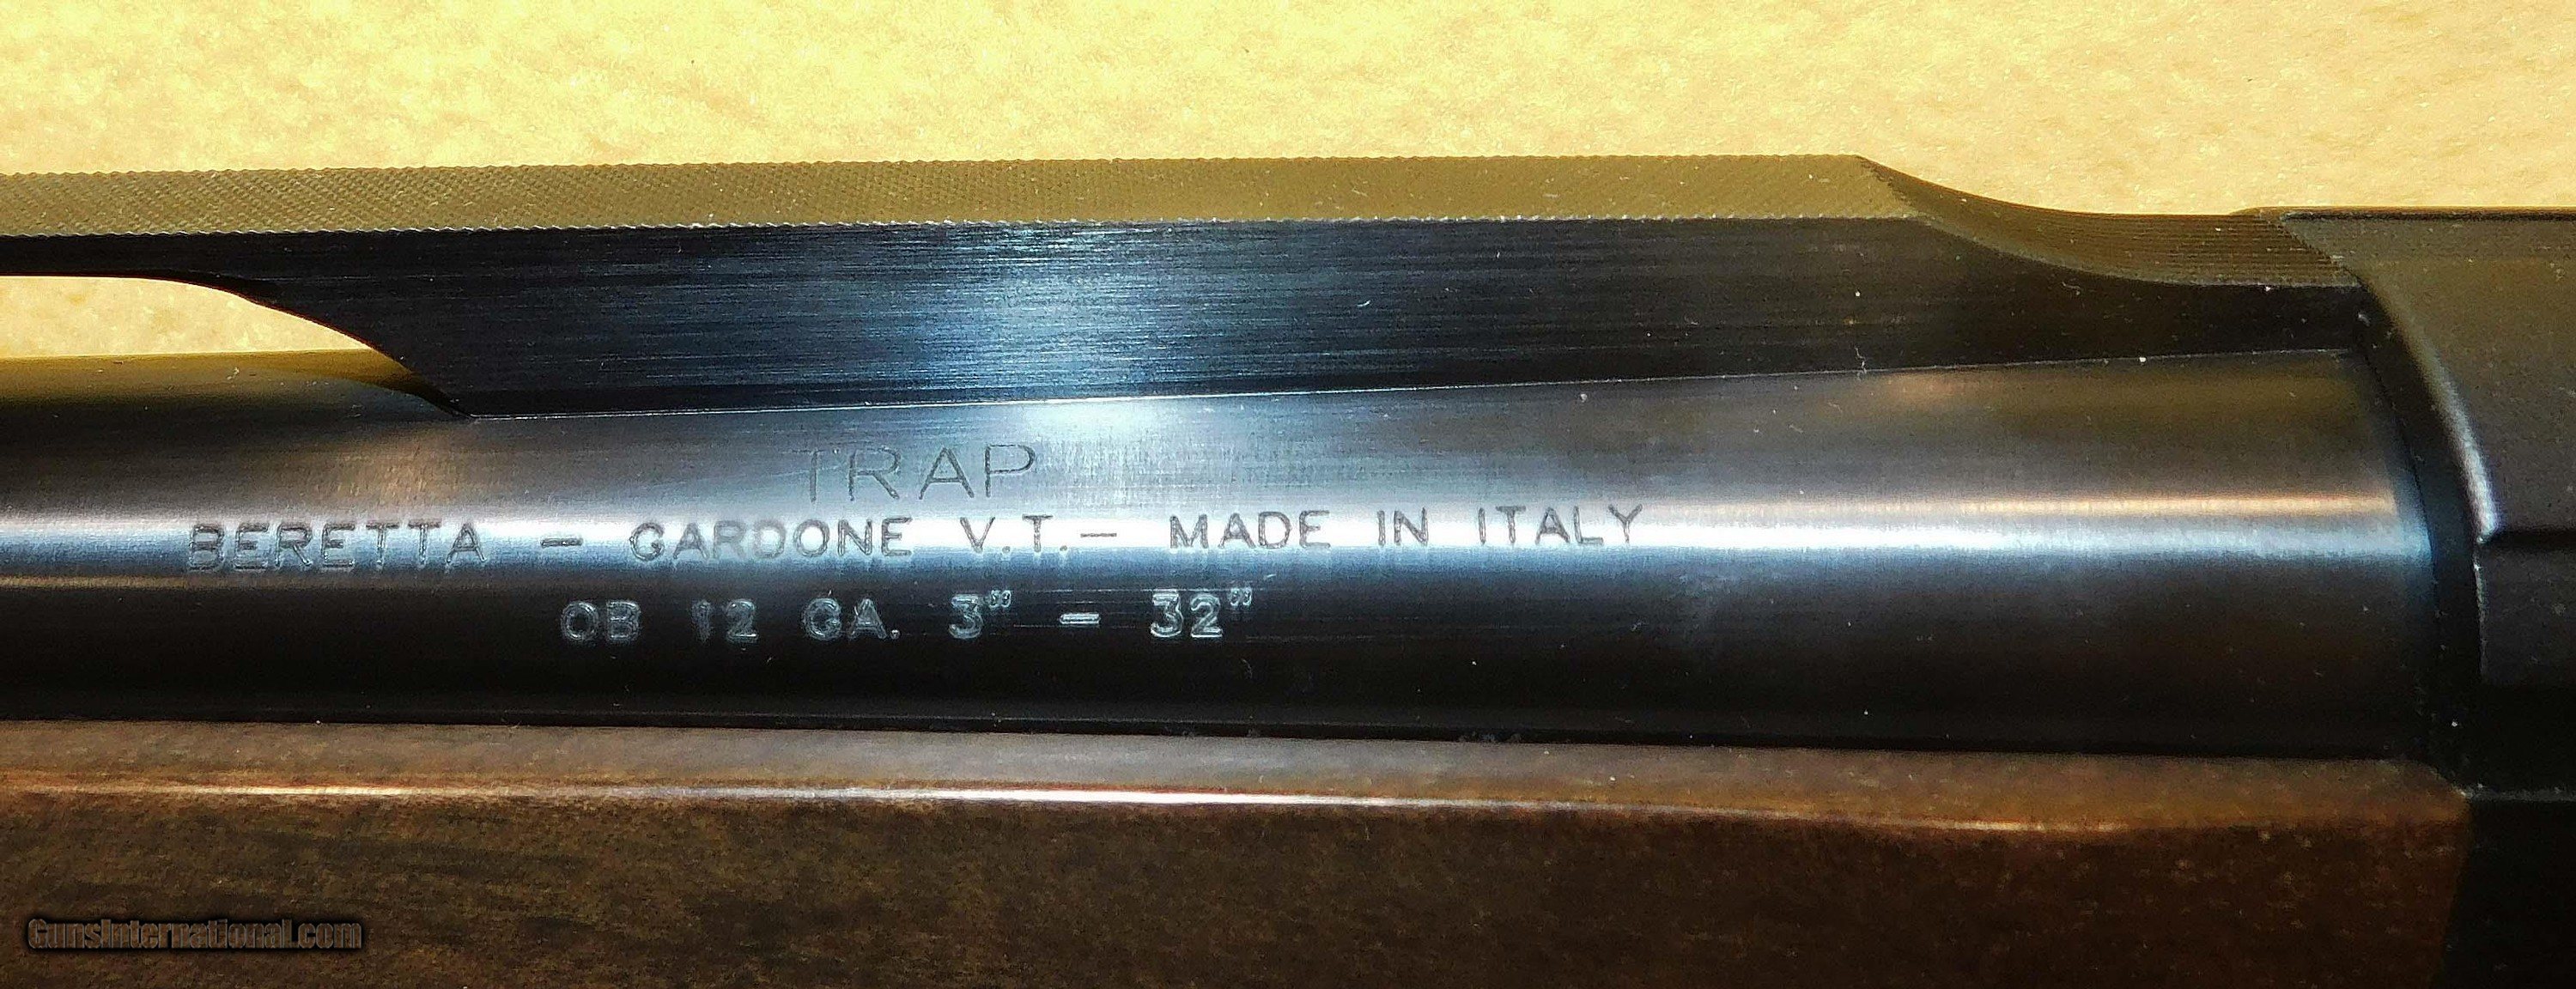 TRAP
BERETTA - GARDONE V.T.- MADE IN ITALY
OB 12 GA. 3" - 32"
GunsInternational.com